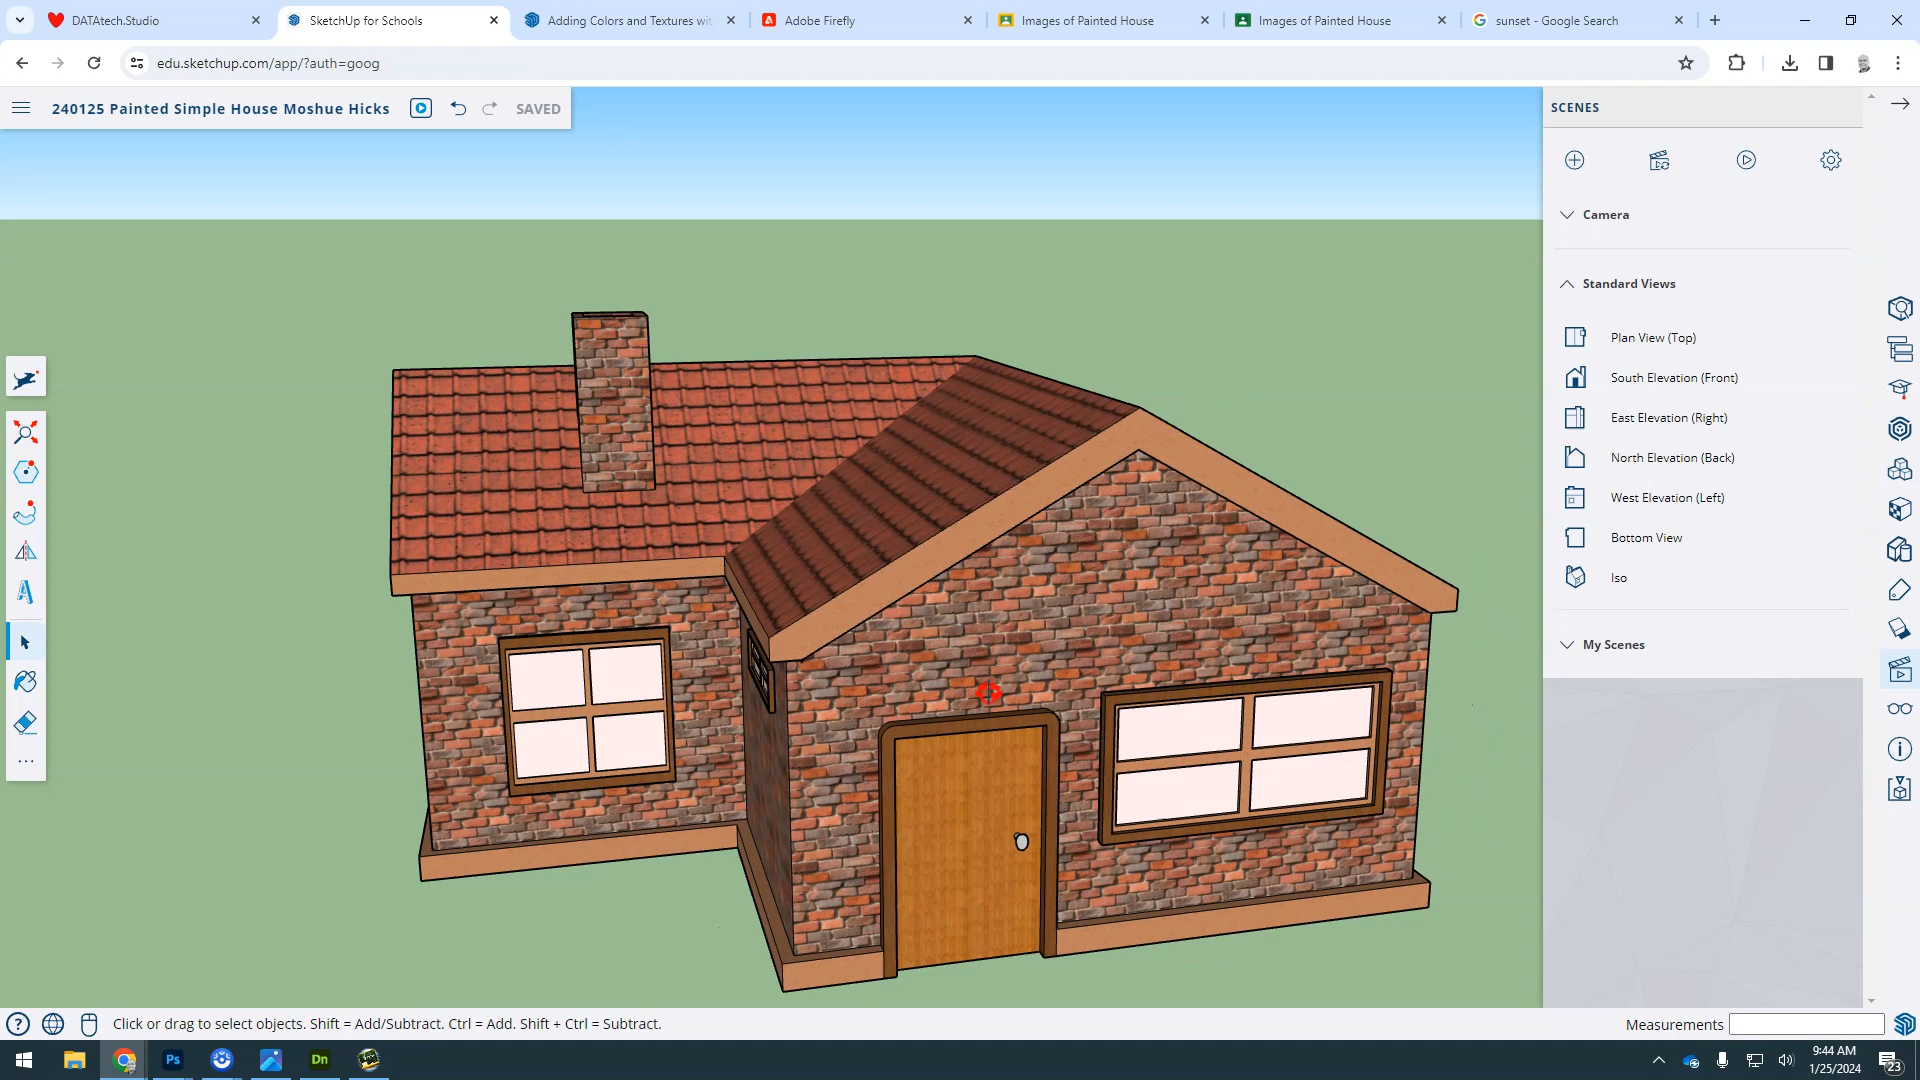 DATAtech.Studio
SketchUp for Schools
Adding Colors and Textures wit
Adobe Firefly
Images of Painted House
Images of Painted House
sunset - Google Search
edu.sketchup.com/app/?auth=goog
240125 Painted Simple House Moshue Hicks
SAVED
SCENES
Camera
Standard Views
Plan View (Top)
South Elevation (Front)
East Elevation (Right)
North Elevation (Back)
West Elevation (Left)
Bottom View
Iso
My Scenes
Click or drag to select objects. Shift = Add/Subtract. Ctrl = Add. Shift + Ctrl = Subtract.
Measurements
Ps
Dn
9:44 AM
1/25/2024
23